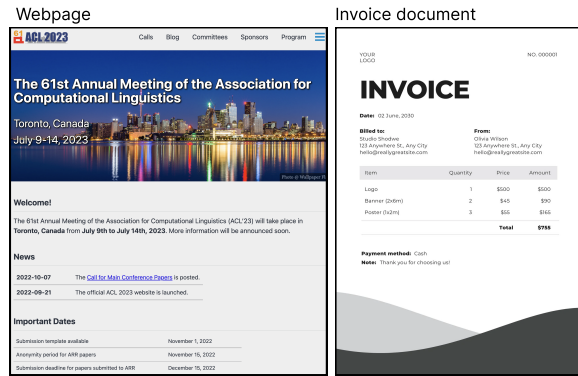 Webpage
Invoice document
61 ACL 2023
Calls Blog Committees Sponsors Program
The 61st Annual Meeting of the Association for
Computational Linguistics
Toronto, Canada
July 9-14, 2023
Photo @ Wallpaper
Welcome!
The 61st Annual Meeting of the Association for Computational Linguistics (ACL'23) will take place in
Toronto, Canada from July 9th to July 14th, 2023. More information will be announced soon.
News
2022-10-07 The Call for Main Conference Papers is posted.
2022-09-21 The official ACL 2023 website is launched.
Important Dates
Submission template available November 1, 2022
Anonymity period for ARR papers November 15, 2022
Submission deadline for papers submitted to ARR December 15, 2022
YOUR
LOGO
NO. 000001
INVOICE
Date: 02 June, 2030
Billed to:
Studio Shodwe
123 Anywhere St., Any City
hello@reallygreatsite.com
From:
Olivia Wilson
123 Anywhere St., Any City
hello@reallygreatsite.com
Item Quantity Price Amount
Logo 1 $500 $500
Banner (2x6m) 2 $45 $90
Poster (1x2m) 3 $55 $165
Total $755
Payment method: Cash
Note: Thank you for choosing us!